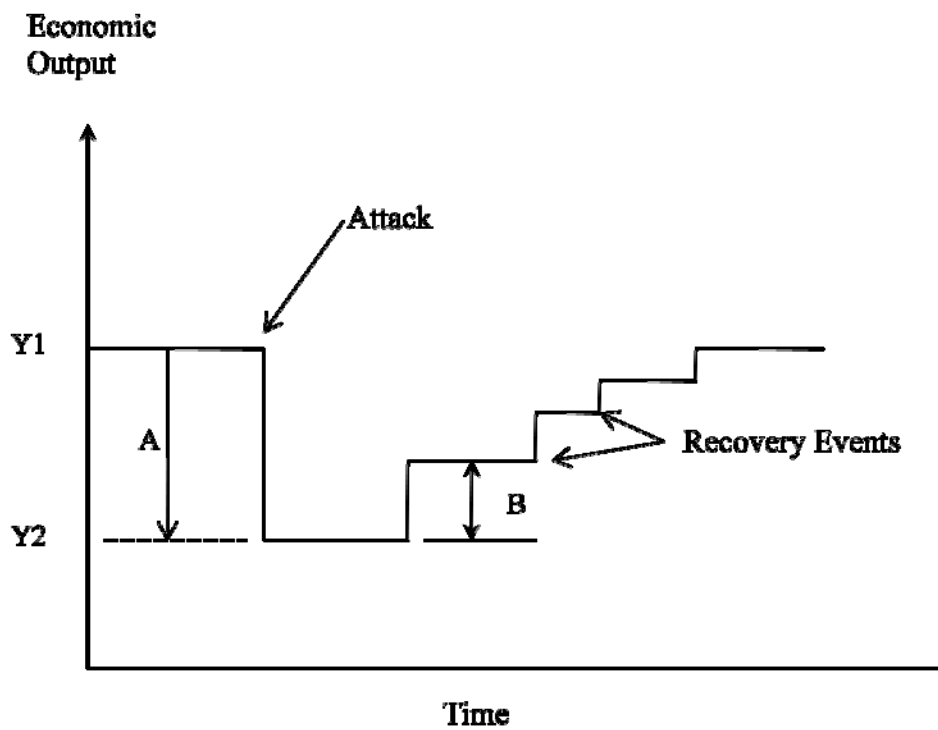 Economic
Output
Attack
Y1
A
Recovery Events
B
Y2
Time